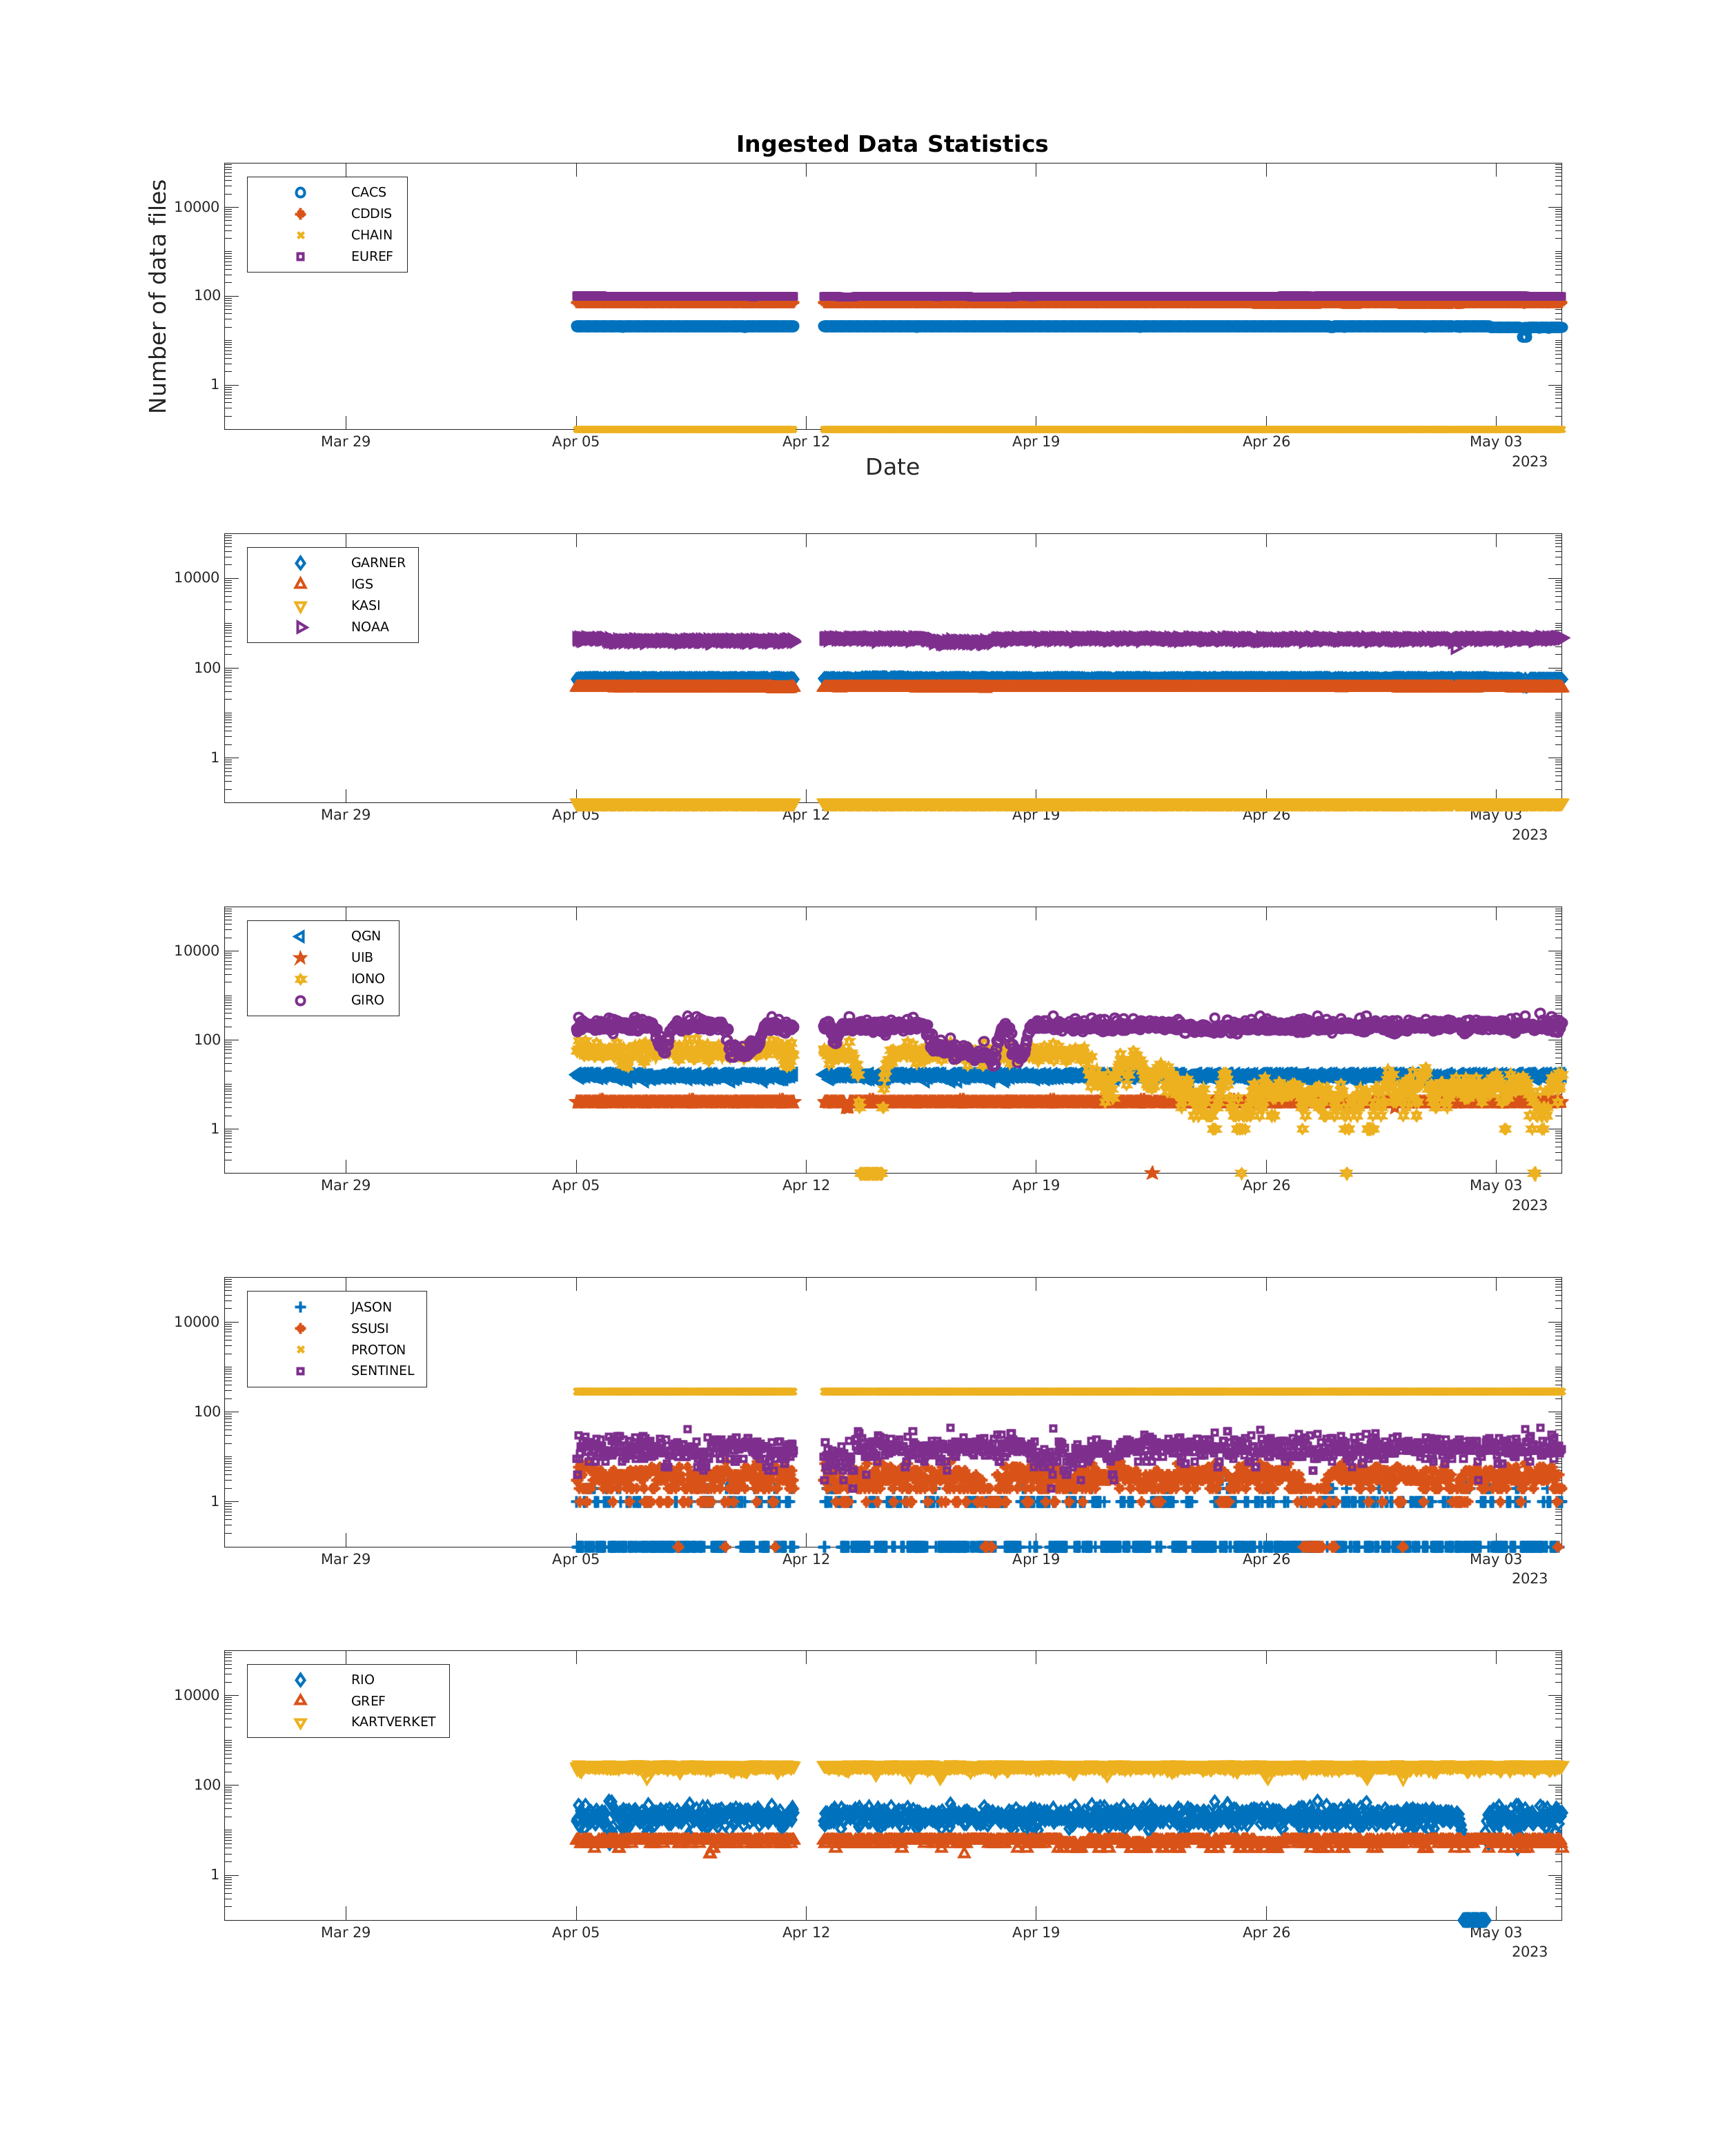 Ingested Data Statistics
Number of data files
10000
100
1
CACS
CDDIS
CHAIN
EUREF
Mar 29 Apr 05 Apr 12 Apr 19 Apr 26 May 03
2023
Date
10000
100
1
GARNER
IGS
KASI
NOAA
Mar 29 Apr 05 Apr 12 Apr 19 Apr 26 May 03
2023
10000
100
1
QGN
UIB
IONO
GIRO
Mar 29 Apr 05 Apr 12 Apr 19 Apr 26 May 03
2023
10000
100
1
JASON
SSUSI
PROTON
SENTINEL
Mar 29 Apr 05 Apr 12 Apr 19 Apr 26 May 03
2023
10000
100
1
RIO
GREF
KARTVERKET
Mar 29 Apr 05 Apr 12 Apr 19 Apr 26 May 03
2023